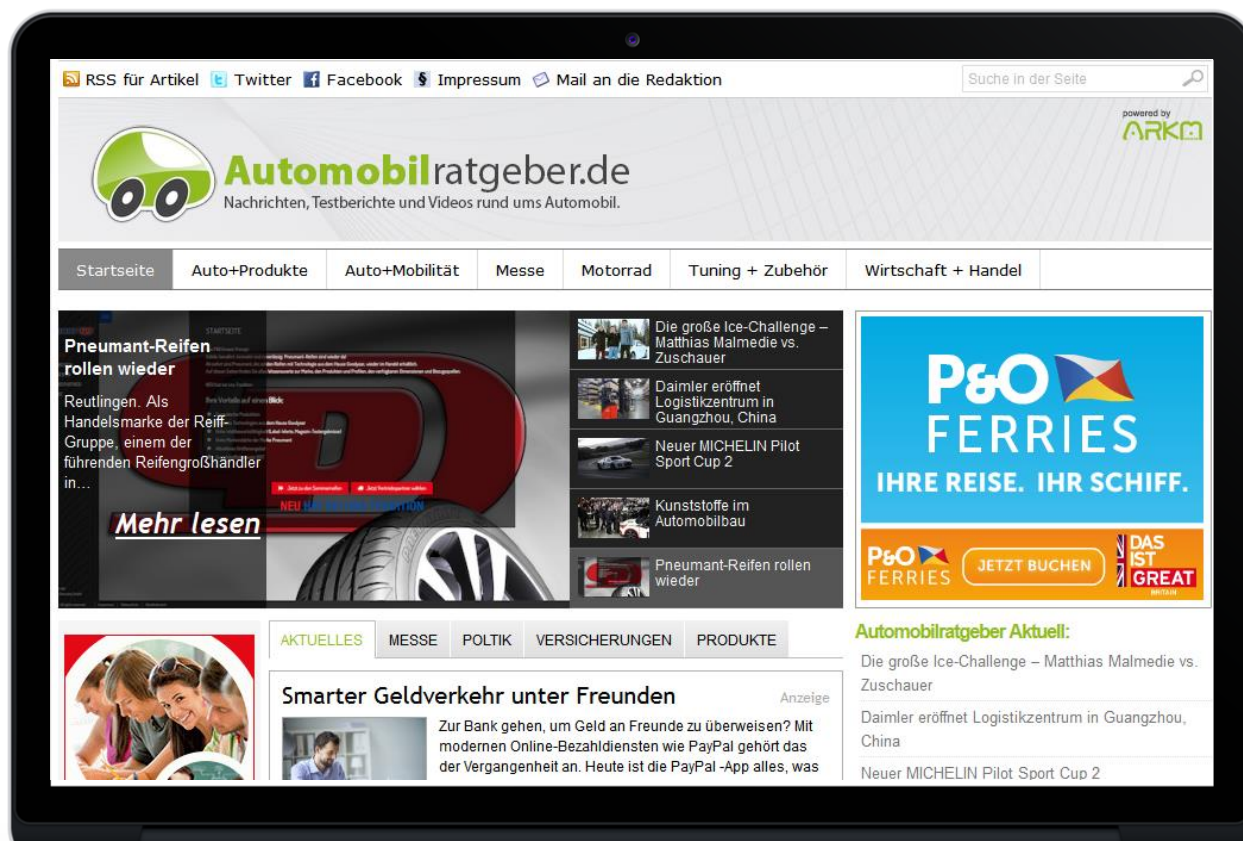 RSS für Artikel Twitter Facebook § Impressum Mail an die Redaktion
Suche in der Seite
powered by
ARKM
Automobilratgeber.de
Nachrichten, Testberichte und Videos rund ums Automobil.
Startseite Auto+Produkte Auto+Mobilität Messe Motorrad Tuning + Zubehör Wirtschaft + Handel
Pneumant-Reifen
rollen wieder
Reutlingen. Als
Handelsmarke der Reiff-
Gruppe, einem der
führenden Reifengroßhändler
in…
Mehr lesen
STARTSEITE
Ihre Vorteile auf einen Blick:
NEU
Die große Ice-Challenge –
Matthias Malmedie vs.
Zuschauer
Daimler eröffnet
Logistikzentrum in
Guangzhou, China
Neuer MICHELIN Pilot
Sport Cup 2
Kunststoffe im
Automobilbau
Pneumant-Reifen rollen
wieder
P&O
FERRIES
IHRE REISE. IHR SCHIFF.
P&O
FERRIES
JETZT BUCHEN
DAS
IST
GREAT
BRITAIN
AKTUELLES MESSE POLTIK VERSICHERUNGEN PRODUKTE
Smarter Geldverkehr unter Freunden
Anzeige
Zur Bank gehen, um Geld an Freunde zu überweisen? Mit
modernen Online-Bezahldiensten wie PayPal gehört das
der Vergangenheit an. Heute ist die PayPal -App alles, was
Automobilratgeber Aktuell:
Die große Ice-Challenge – Matthias Malmedie vs.
Zuschauer
Daimler eröffnet Logistikzentrum in Guangzhou,
China
Neuer MICHELIN Pilot Sport Cup 2